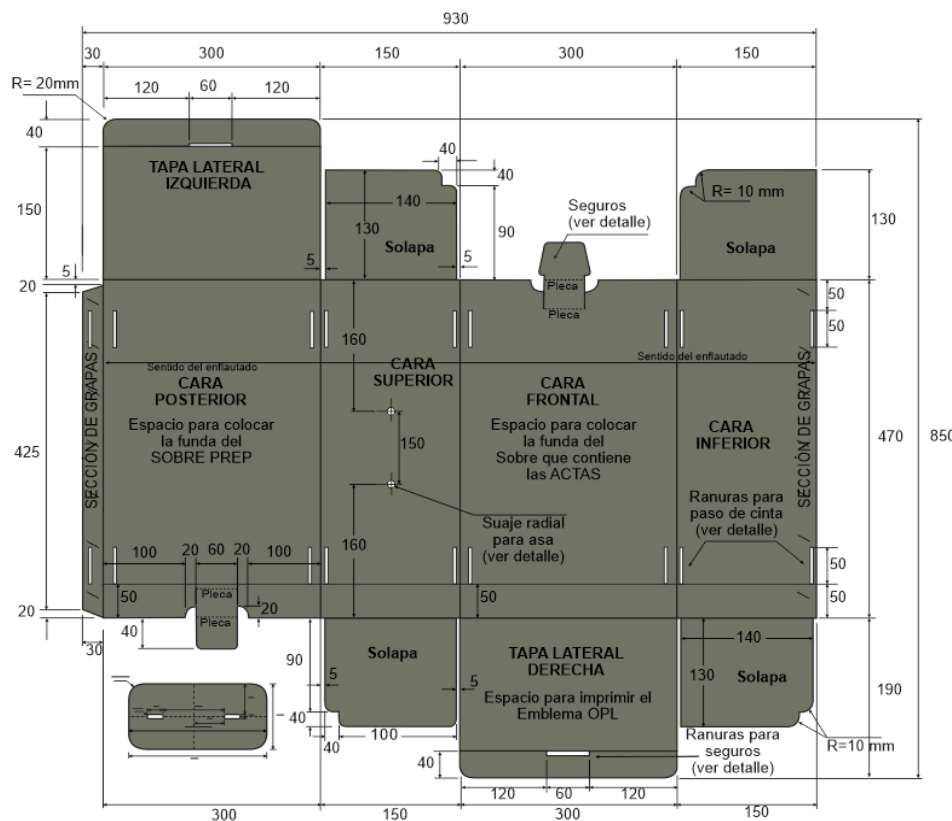 930
30
300
150
300
150
R= 20mm
120
60
120
40
TAPA LATERAL
IZQUIERDA
40
40
R= 10 mm
150
140
130
90
Seguros
(ver detalle)
130
Solapa
Solapa
5
5
5
20
Pleca
Pleca
50
50
160
Sentido del enflautado
Sentido del enflautado
SECCIÓN DE GRAPAS
CARA
POSTERIOR
Espacio para colocar
la funda del
SOBRE PREP
CARA
SUPERIOR
CARA
FRONTAL
Espacio para colocar
la funda del
Sobre que contiene
las ACTAS
CARA
INFERIOR
SECCIÓN DE GRAPAS
425
150
470
850
Ranuras para
paso de cinta
(ver detalle)
Suaje radial
para asa
(ver detalle)
160
100
20
60
20
100
50
50
Pleca
Pleca
50
20
50
20
40
30
90
Solapa
5
5
TAPA LATERAL
DERECHA
Espacio para imprimir el
Emblema OPL
140
130
Solapa
190
40
40
100
40
Ranuras para
seguros
(ver detalle)
R=10 mm
120
60
120
300
150
300
150